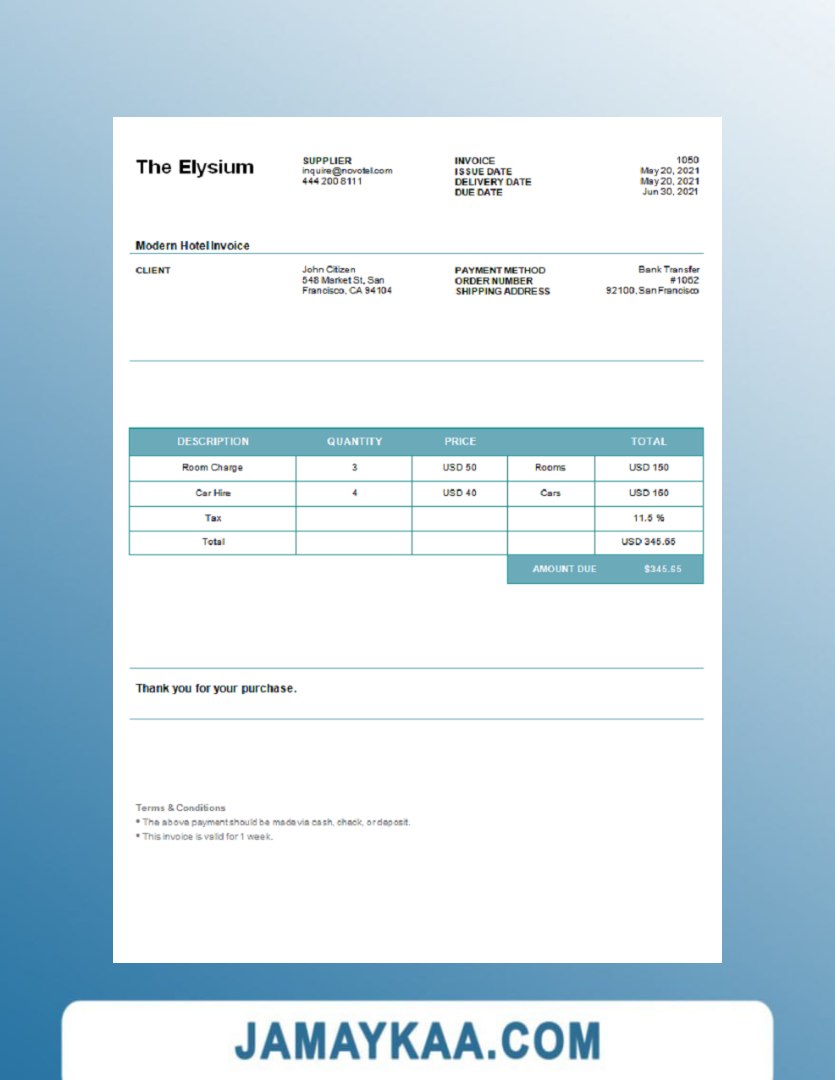 The Elysium
SUPPLIER
inquire@novotel.com
444 200 8111
INVOICE 1050
ISSUE DATE May 20, 2021
DELIVERY DATE May 20, 2021
DUE DATE Jun 30, 2021
Modern Hotel Invoice
CLIENT
John Citizen
548 Market St, San
Francisco, CA 94104
PAYMENT METHOD Bank Transfer
ORDER NUMBER #1052
SHIPPING ADDRESS 92100, San Francisco
DESCRIPTION QUANTITY PRICE TOTAL
Room Charge 3 USD 50 Rooms USD 150
Car Hire 4 USD 40 Cars USD 160
Tax 11.5 %
Total USD 345.65
AMOUNT DUE $345.65
Thank you for your purchase.
Terms & Conditions
* The above payment should be made via cash, check, or deposit.
* This invoice is valid for 1 week.
JAMAYKAA.COM